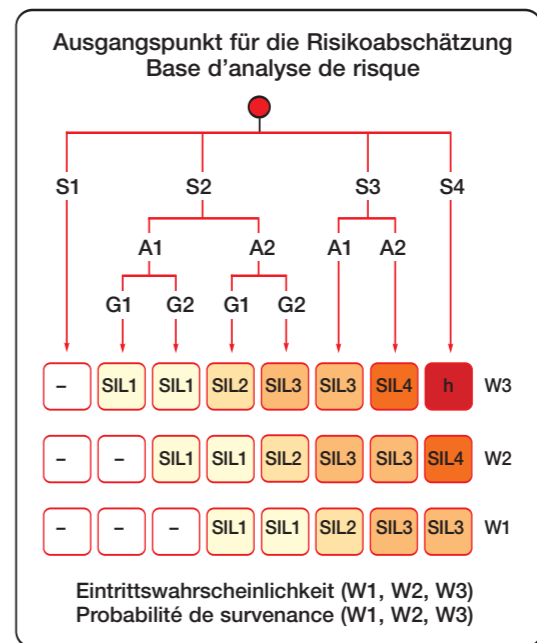 Ausgangspunkt für die Risikoabschätzung
Base d'analyse de risque
S1 S2 S3 S4
A1 A2 A1 A2
G1 G2 G1 G2
– SIL1 SIL1 SIL2 SIL3 SIL3 SIL4 h W3
– – SIL1 SIL1 SIL2 SIL3 SIL3 SIL4 W2
– – – SIL1 SIL1 SIL2 SIL3 SIL3 W1
Eintrittswahrscheinlichkeit (W1, W2, W3)
Probabilité de survenance (W1, W2, W3)